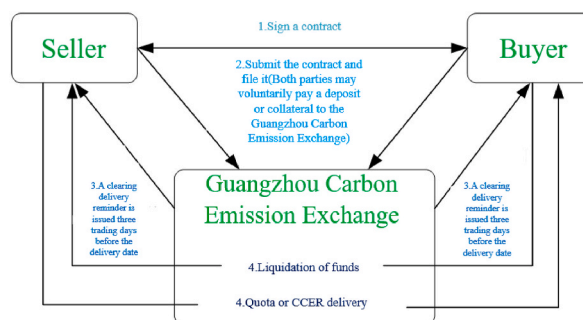 1.Sign a contract
Seller
Buyer
2.Submit the contract and
file it(Both parties may
voluntarily pay a deposit
or collateral to the
Guangzhou Carbon
Emission Exchange)
Guangzhou Carbon
Emission Exchange
3.A clearing
delivery
reminder is
issued three
trading days
before the
delivery date
3.A clearing
delivery
reminder is
issued three
trading days
before the
delivery date
4.Liquidation of funds
4.Quota or CCER delivery